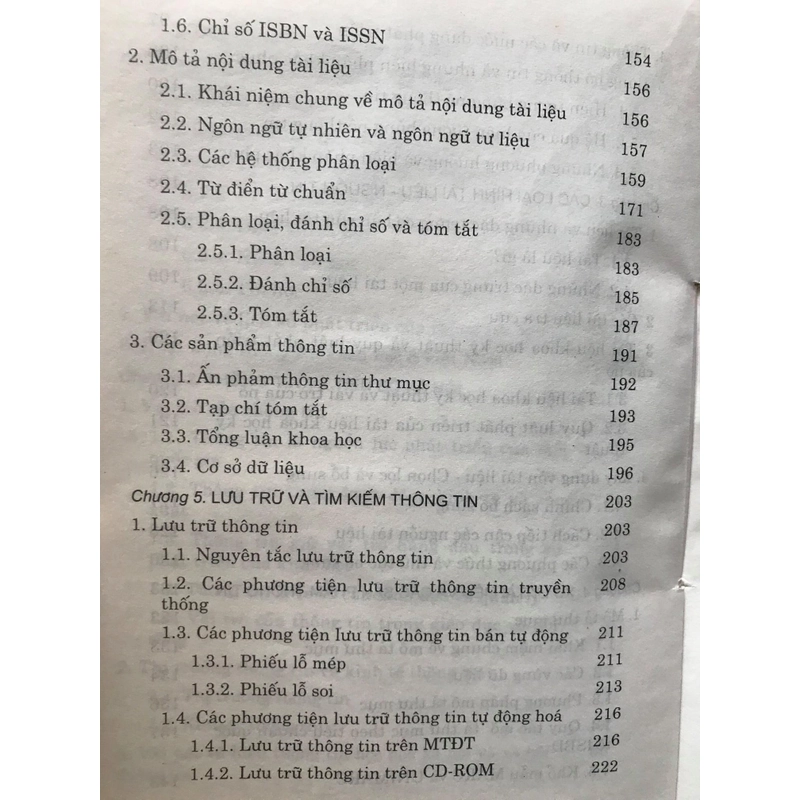 1.6. Chỉ số ISBN và ISSN 154
2. Mô tả nội dung tài liệu 156
2.1. Khái niệm chung về mô tả nội dung tài liệu 156
2.2. Ngôn ngữ tự nhiên và ngôn ngữ tư liệu 157
2.3. Các hệ thống phân loại 159
2.4. Từ điển từ chuẩn 171
2.5. Phân loại, đánh chỉ số và tóm tắt 183
2.5.1. Phân loại 183
2.5.2. Đánh chỉ số 185
2.5.3. Tóm tắt 187
3. Các sản phẩm thông tin 191
3.1. Ấn phảm thông tin thư mục 192
3.2. Tạp chí tóm tắt 193
3.3. Tổng luận khoa học 195
3.4. Cơ sở dữ liệu 196
Chương 5. LƯU TRỮ VÀ TÌM KIẾM THÔNG TIN 203
1. Lưu trữ thông tin 203
1.1. Nguyên tắc lưu trữ thông tin 203
1.2. Các phương tiện lưu trữ thông tin truyền 208
thống
1.3. Các phương tiện lưu trữ thông tin bán tự động 211
1.3.1. Phiếu lỗ mép 211
1.3.2. Phiếu lỗ soi 213
1.4. Các phương tiện lưu trữ thông tin tự động hoá 216
1.4.1. Lưu trữ thông tin trên MTĐT 216
1.4.2. Lưu trữ thông tin trên CD-ROM 222